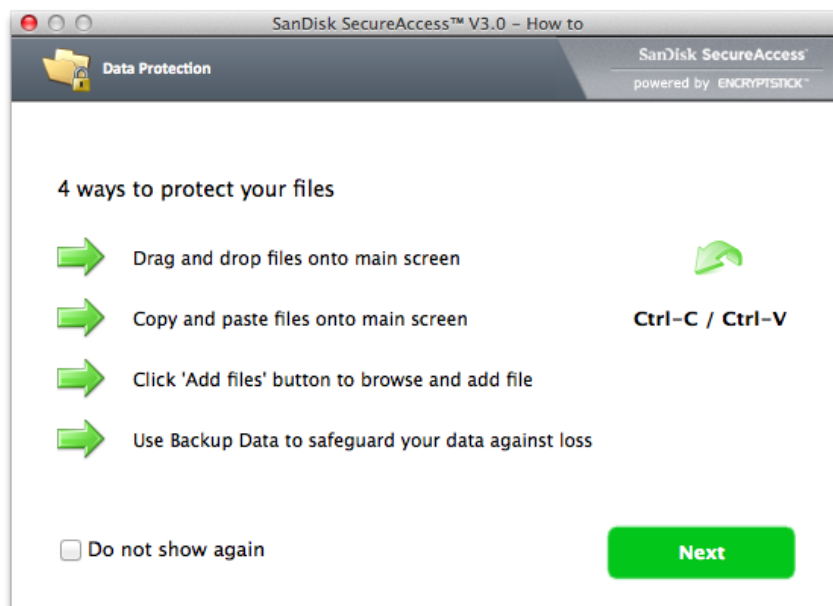 SanDisk SecureAccess™ V3.0 – How to
Data Protection
SanDisk SecureAccess™
powered by ENCRYPTSTICK™
4 ways to protect your files
Drag and drop files onto main screen
Copy and paste files onto main screen
Ctrl-C / Ctrl-V
Click 'Add files' button to browse and add file
Use Backup Data to safeguard your data against loss
Do not show again
Next